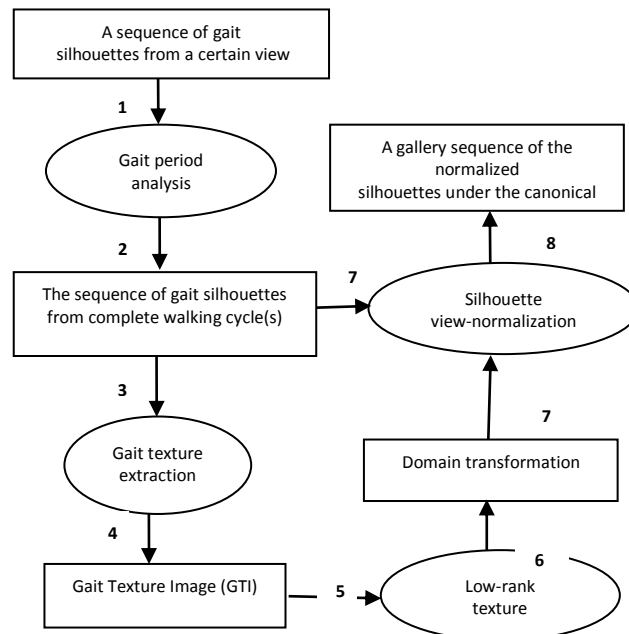 A sequence of gait
silhouettes from a certain view
1
Gait period
analysis
2
The sequence of gait silhouettes
from complete walking cycle(s)
3
Gait texture
extraction
4
Gait Texture Image (GTI)
5
Low-rank
texture
6
Domain transformation
7
7
Silhouette
view-normalization
8
A gallery sequence of the
normalized
silhouettes under the canonical